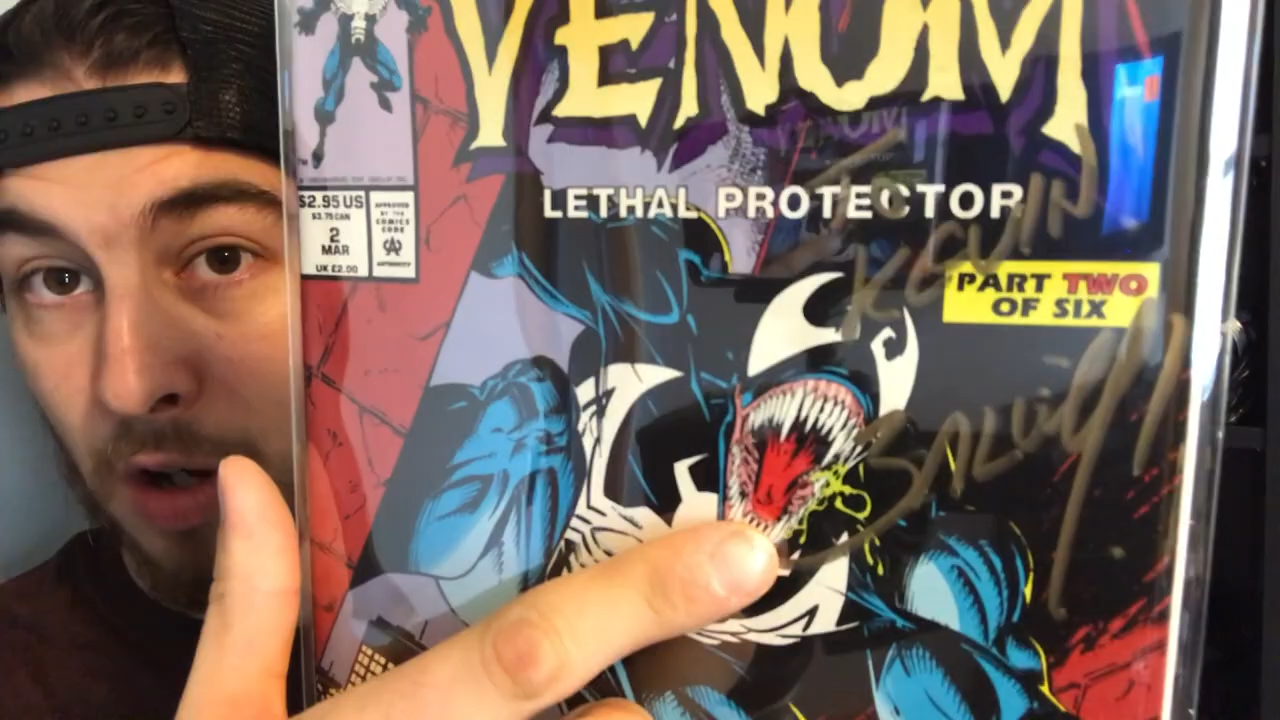 VENOM
LETHAL PROTECTOR
$2.95 US
$3.75 CAN
2
MAR
UK £2.00
APPROVED
BY THE
COMICS
CODE
AUTHORITY
PART TWO
OF SIX
Kevin